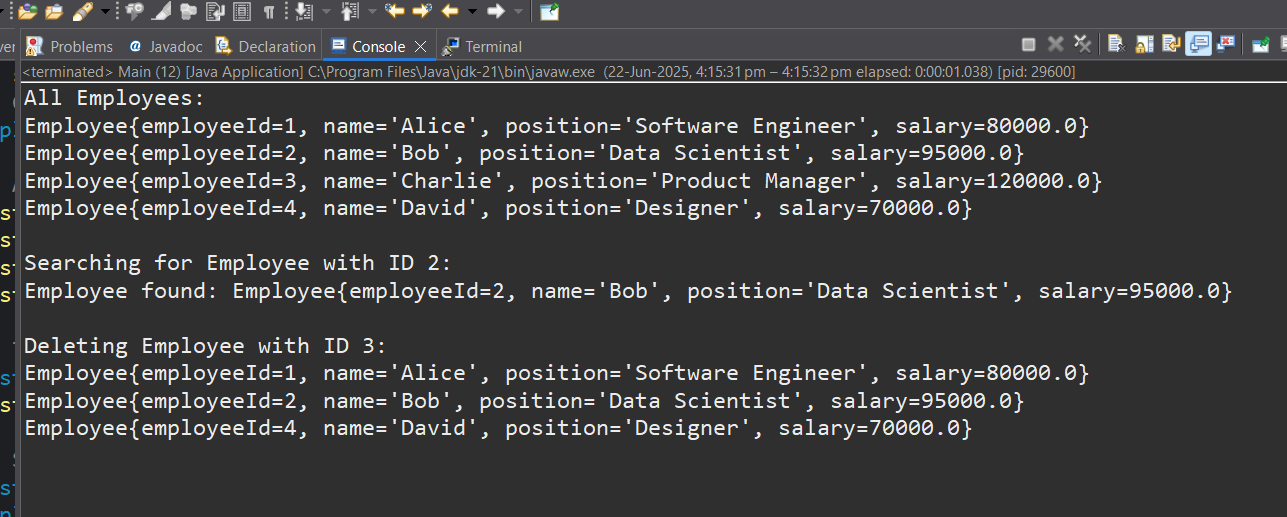 Problems @ Javadoc Declaration Console Terminal
<terminated> Main (12) [Java Application] C:\Program Files\Java\jdk-21\bin\javaw.exe (22-Jun-2025, 4:15:31 pm – 4:15:32 pm elapsed: 0:00:01.038) [pid: 29600]
All Employees:
Employee{employeeId=1, name='Alice', position='Software Engineer', salary=80000.0}
Employee{employeeId=2, name='Bob', position='Data Scientist', salary=95000.0}
Employee{employeeId=3, name='Charlie', position='Product Manager', salary=120000.0}
Employee{employeeId=4, name='David', position='Designer', salary=70000.0}

Searching for Employee with ID 2:
Employee found: Employee{employeeId=2, name='Bob', position='Data Scientist', salary=95000.0}

Deleting Employee with ID 3:
Employee{employeeId=1, name='Alice', position='Software Engineer', salary=80000.0}
Employee{employeeId=2, name='Bob', position='Data Scientist', salary=95000.0}
Employee{employeeId=4, name='David', position='Designer', salary=70000.0}